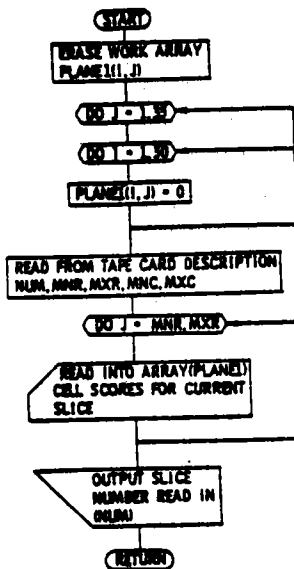 START
ERASE WORK ARRAY
PLANE1(I, J)
DO J = 1,35
DO I = 1,50
PLANE1(I, J) = 0
READ FROM TAPE CARD DESCRIPTION
NUM, MNR, MXR, MNC, MXC
DO J = MNR, MXR
READ INTO ARRAY(PLANE1)
CELL SCORES FOR CURRENT
SLICE
OUTPUT SLICE
NUMBER READ IN
(NUM)
RETURN